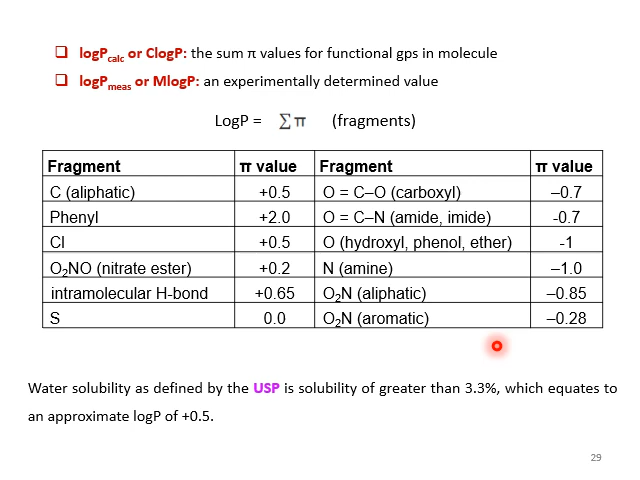 ❑ logPcalc or ClogP: the sum π values for functional gps in molecule
❑ logPmeas or MlogP: an experimentally determined value
LogP = ∑π (fragments)
Fragment π value Fragment π value
C (aliphatic) +0.5 O = C–O (carboxyl) –0.7
Phenyl +2.0 O = C–N (amide, imide) -0.7
Cl +0.5 O (hydroxyl, phenol, ether) -1
O₂NO (nitrate ester) +0.2 N (amine) –1.0
intramolecular H-bond +0.65 O₂N (aliphatic) –0.85
S 0.0 O₂N (aromatic) –0.28
Water solubility as defined by the USP is solubility of greater than 3.3%, which equates to
an approximate logP of +0.5.
29